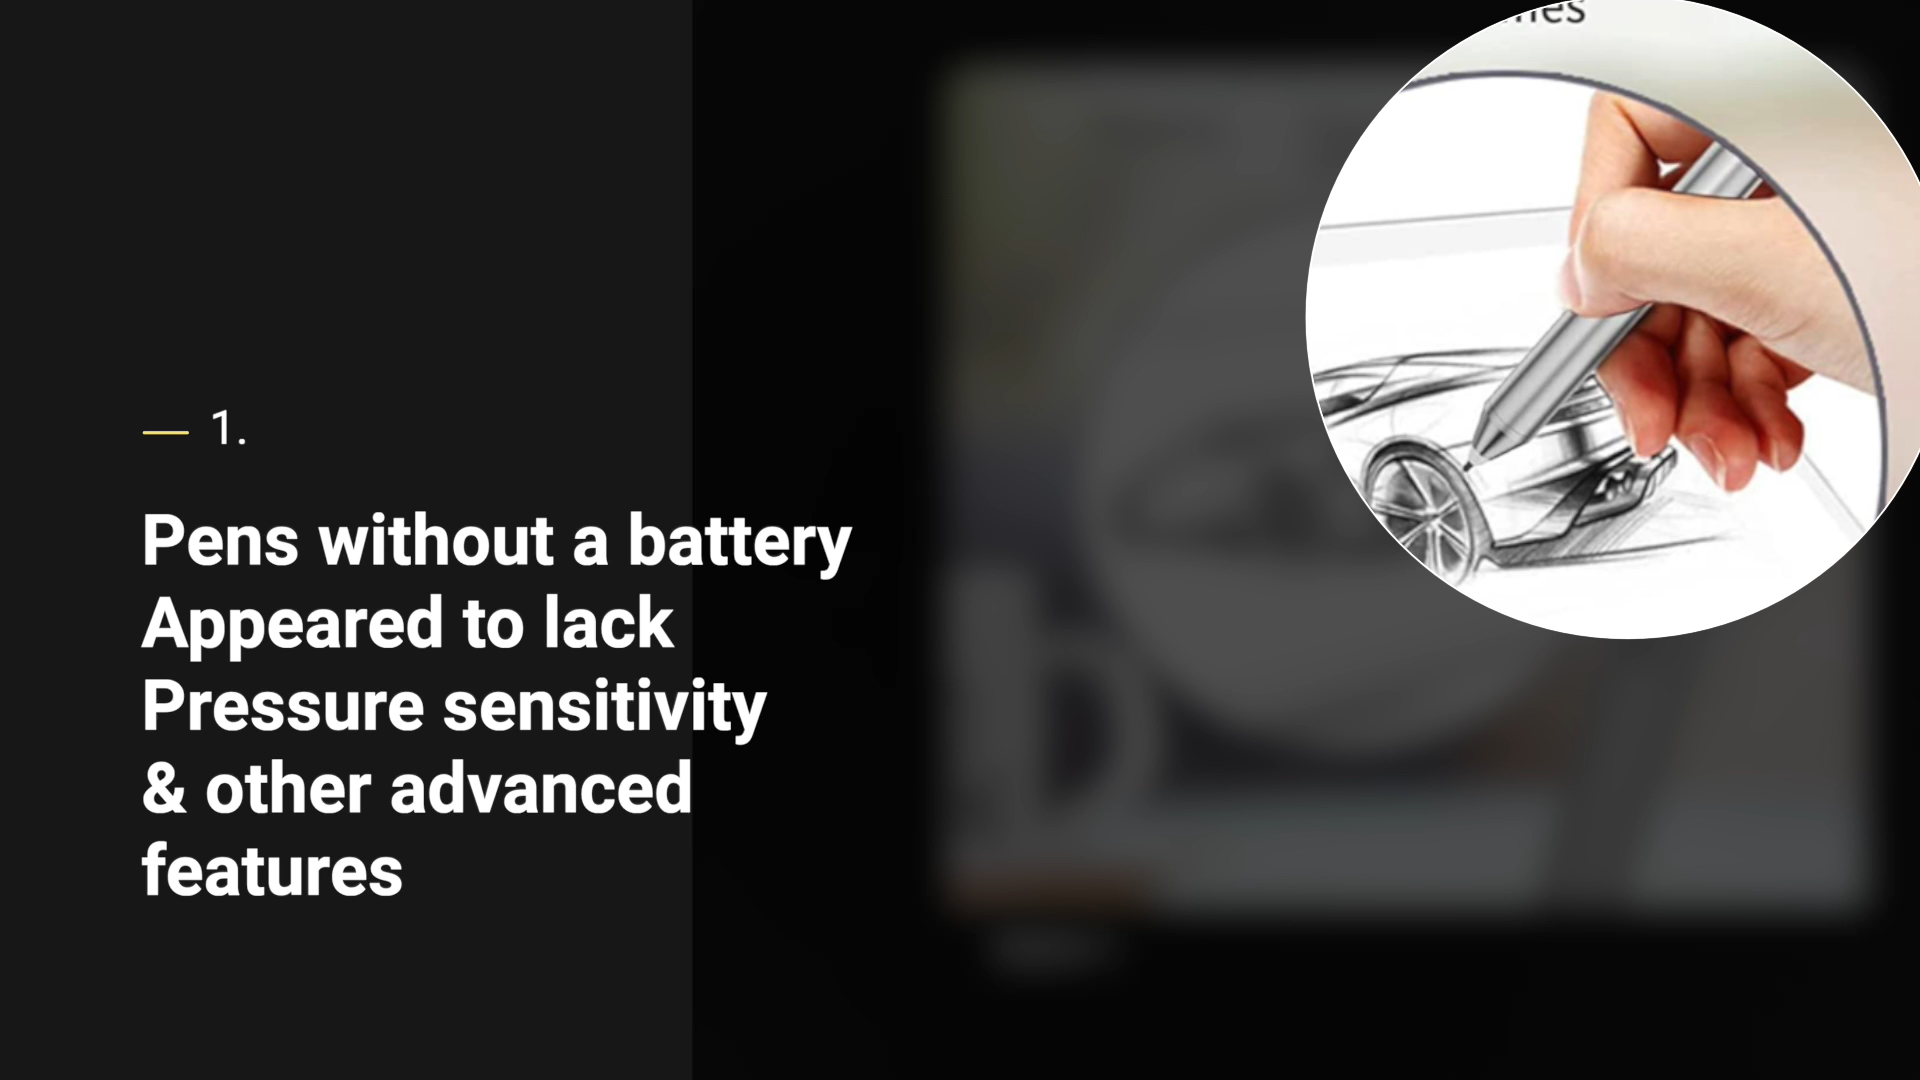 1.
Pens without a battery
Appeared to lack
Pressure sensitivity
& other advanced
features